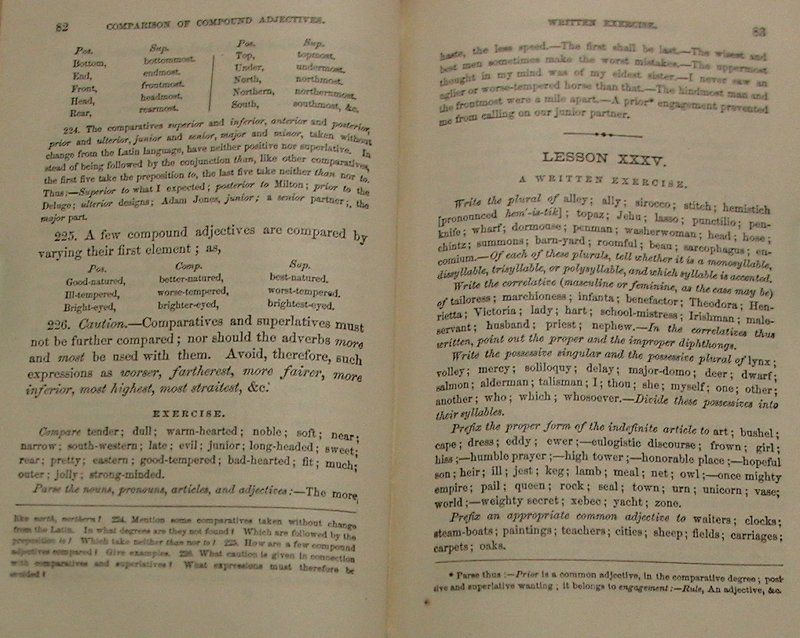 82 COMPARISON OF COMPOUND ADJECTIVES.
Pos. Sup. Pos. Sup.
Bottom, bottommost. Top, topmost.
End, endmost. Under, undermost.
Front, frontmost. North, northmost.
Head, headmost. Northern, northernmost.
Rear, rearmost. South, southmost, &c.
224. The comparatives superior and inferior, anterior and posterior,
prior and ulterior, junior and senior, major and minor, taken without
change from the Latin language, have neither positive nor superlative. In
stead of being followed by the conjunction than, like other comparatives,
the first five take the preposition to, the last five take neither than nor to.
Thus:—Superior to what I expected; posterior to Milton; prior to the
Deluge; ulterior designs; Adam Jones, junior; a senior partner; the
major part.
225. A few compound adjectives are compared by
varying their first element; as,
Pos. Comp. Sup.
Good-natured, better-natured, best-natured.
Ill-tempered, worse-tempered, worst-tempered.
Bright-eyed, brighter-eyed, brightest-eyed.
226. Caution.—Comparatives and superlatives must
not be further compared; nor should the adverbs more
and most be used with them. Avoid, therefore, such
expressions as worser, fartherest, more fairer, more
inferior, most highest, most straitest, &c.
EXERCISE.
Compare tender; dull; warm-hearted; noble; soft; near;
narrow; south-western; late; evil; junior; long-headed; sweet;
rear; pretty; eastern; good-tempered; bad-hearted; fit; much;
outer; jolly; strong-minded.
Parse the nouns, pronouns, articles, and adjectives:—The more
like north, northern? 224. Mention some comparatives taken without change
from the Latin. In what degrees are they not found? Which are followed by the
preposition to? Which take neither than nor to? 225. How are a few compound
adjectives compared? Give examples. 226. What caution is given in connection
with comparatives and superlatives? What expressions must therefore be
avoided?
WRITTEN EXERCISE. 83
haste, the less speed.—The first shall be last.—The wisest and
best men sometimes make the worst mistakes.—The uppermost
thought in my mind was of my eldest sister.—I never saw an
uglier or worse-tempered horse than that.—The hindmost man and
the frontmost were a mile apart.—A prior* engagement prevented
me from calling on our junior partner.
LESSON XXXV.
A WRITTEN EXERCISE.
Write the plural of alley; ally; sirocco; stitch; hemistich
[pronounced hem'-is-tik]; topaz; Jehu; lasso; punctilio; pen-
knife; wharf; dormouse; penman; washerwoman; head; hose;
chintz; summons; barn-yard; roomful; beau; sarcophagus; en-
comium.—Of each of these plurals, tell whether it is a monosyllable,
dissyllable, trisyllable, or polysyllable, and which syllable is accented.
Write the correlative (masculine or feminine, as the case may be)
of tailoress; marchioness; infanta; benefactor; Theodora; Hen-
rietta; Victoria; lady; hart; school-mistress; Irishman; male-
servant; husband; priest; nephew.—In the correlatives thus
written, point out the proper and the improper diphthongs.
Write the possessive singular and the possessive plural of lynx;
volley; mercy; soliloquy; delay; major-domo; deer; dwarf;
salmon; alderman; talisman; I; thou; she; myself; one; other;
another; who; which; whosoever.—Divide these possessives into
their syllables.
Prefix the proper form of the indefinite article to art; bushel;
cape; dress; eddy; ewer;—eulogistic discourse; frown; girl;
hiss;—humble prayer;—high tower;—honorable place;—hopeful
son; heir; ill; jest; keg; lamb; meal; net; owl;—once mighty
empire; pail; queen; rock; seal; town; urn; unicorn; vase;
world;—weighty secret; xebec; yacht; zone.
Prefix an appropriate common adjective to waiters; clocks;
steam-boats; paintings; teachers; cities; sheep; fields; carriages;
carpets; oaks.
* Parse thus:—Prior is a common adjective, in the comparative degree; posi
tive and superlative wanting; it belongs to engagement:—Rule, An adjective, &c.